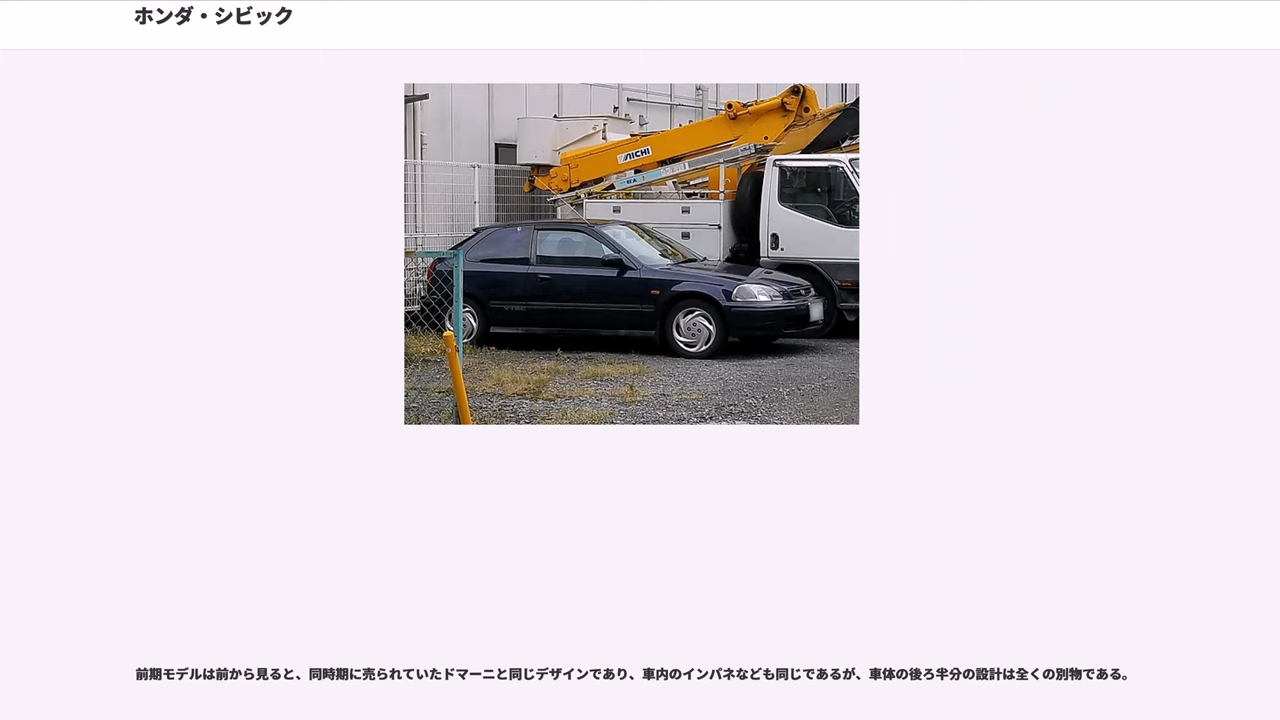 ホンダ・シビック
AICHI
前期モデルは前から見ると、同時期に売られていたドマーニと同じデザインであり、車内のインパネなども同じであるが、車体の後ろ半分の設計は全くの別物である。